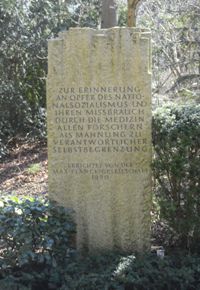 ZUR ERINNERUNG
AN OPFER DES NATIO-
NALSOZIALISMUS UND
IHREN MISSBRAUCH
DURCH DIE MEDIZIN
ALLEN FORSCHERN
ALS MAHNUNG ZU
VERANTWORTLICHER
SELBSTBEGRENZUNG
ERRICHTET VON DER
MAX-PLANCK-GESELLSCHAFT
1990